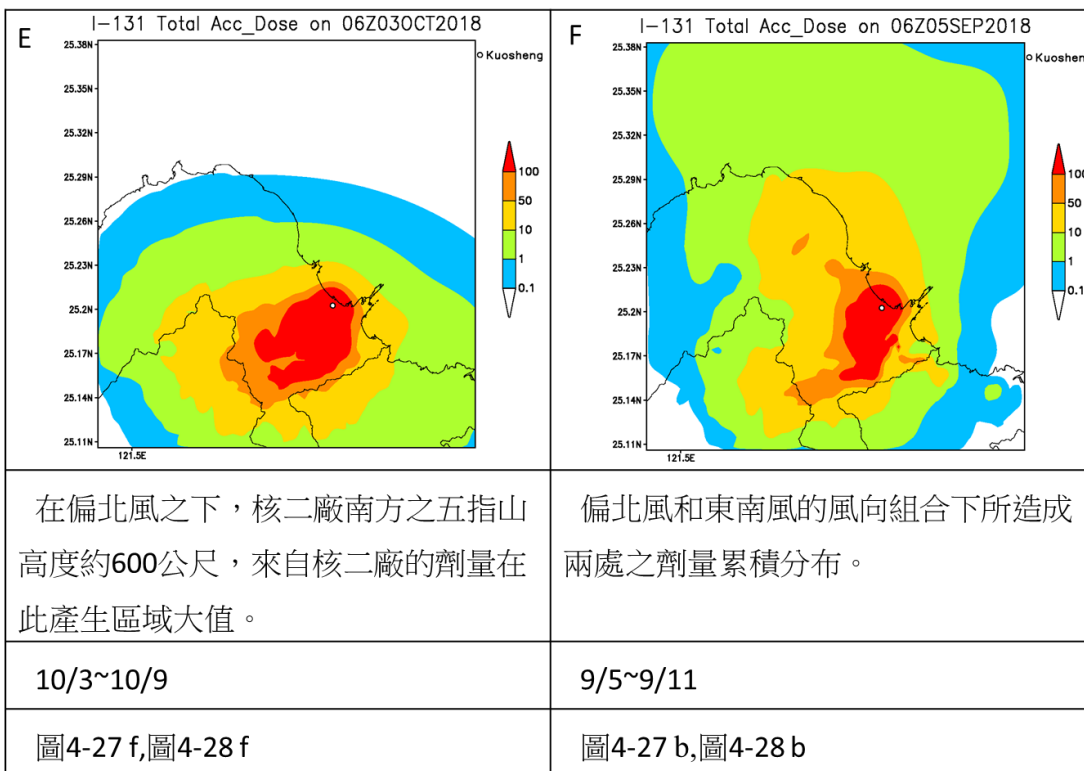 E
I-131 Total Acc_Dose on 06Z03OCT2018
25.38N
25.35N
25.32N
25.29N
25.26N
25.23N
25.2N
25.17N
25.14N
25.11N
121.5E
Kuosheng
100
50
10
1
0.1
F
I-131 Total Acc_Dose on 06Z05SEP2018
25.38N
25.35N
25.32N
25.29N
25.26N
25.23N
25.2N
25.17N
25.14N
25.11N
121.5E
Kuosheng
100
50
10
1
0.1
在偏北風之下，核二廠南方之五指山
高度約600公尺，來自核二廠的劑量在
此產生區域大值。
偏北風和東南風的風向組合下所造成
兩處之劑量累積分布。
10/3~10/9
9/5~9/11
圖4-27 f,圖4-28 f
圖4-27 b,圖4-28 b